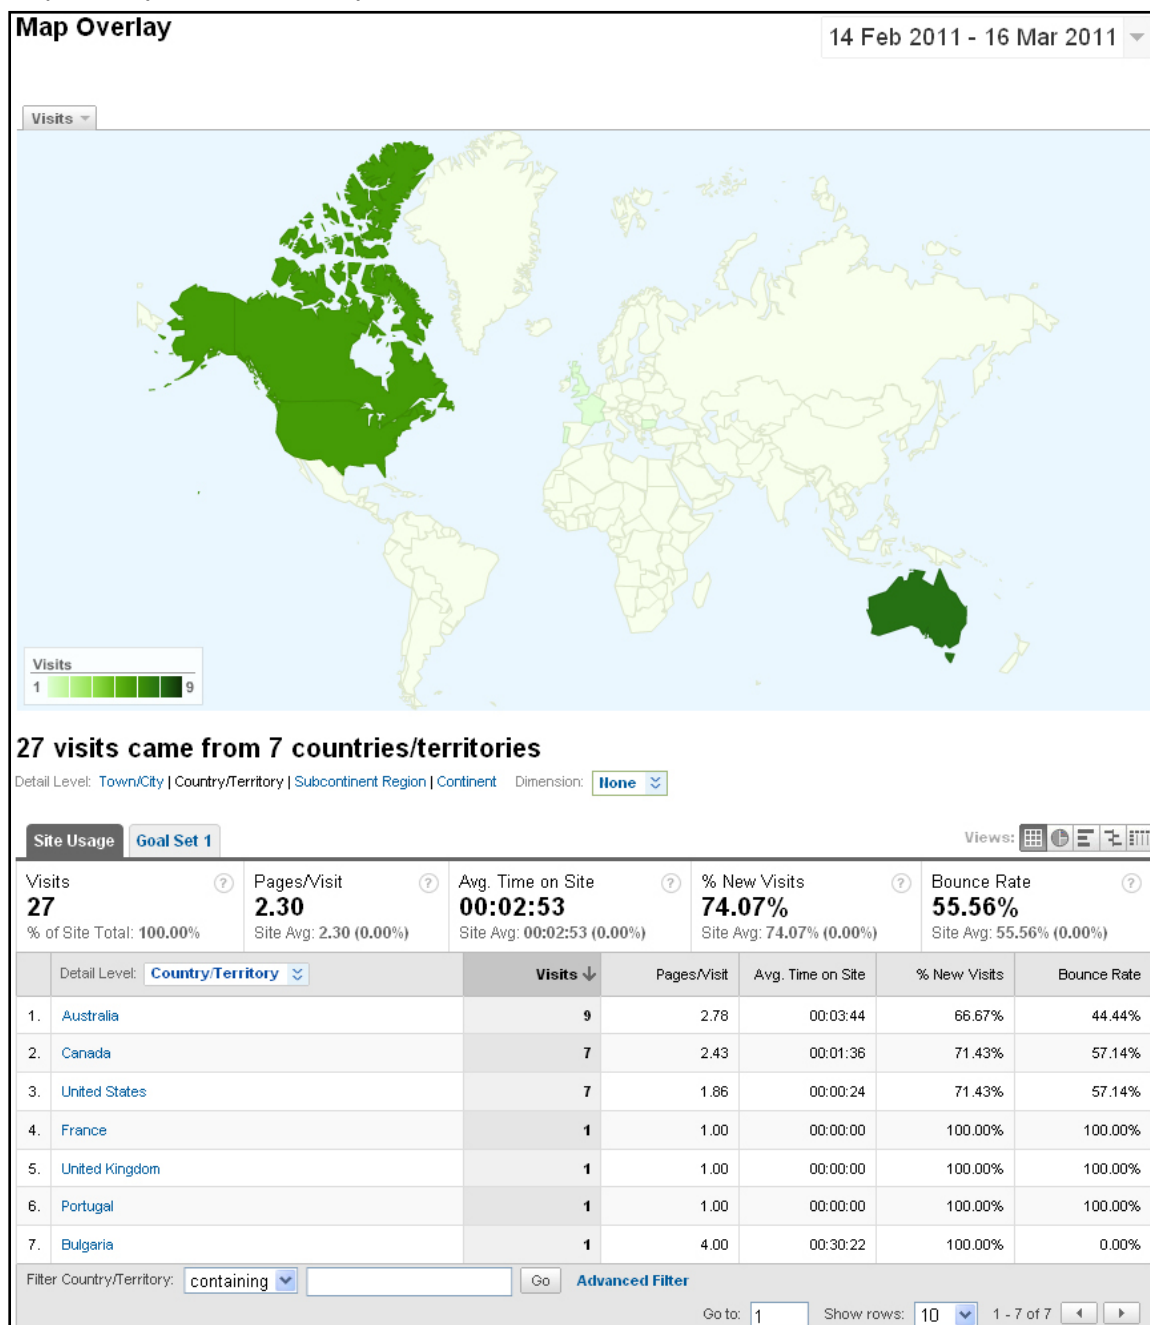 Map Overlay
14 Feb 2011 - 16 Mar 2011
Visits
Visits
1 9
27 visits came from 7 countries/territories
Detail Level: Town/City | Country/Territory | Subcontinent Region | Continent Dimension: None
Site Usage Goal Set 1 Views:
Visits ? Pages/Visit ? Avg. Time on Site ? % New Visits ? Bounce Rate ?
27 2.30 00:02:53 74.07% 55.56%
% of Site Total: 100.00% Site Avg: 2.30 (0.00%) Site Avg: 00:02:53 (0.00%) Site Avg: 74.07% (0.00%) Site Avg: 55.56% (0.00%)
Detail Level: Country/Territory Visits Pages/Visit Avg. Time on Site % New Visits Bounce Rate
1. Australia 9 2.78 00:03:44 66.67% 44.44%
2. Canada 7 2.43 00:01:36 71.43% 57.14%
3. United States 7 1.86 00:00:24 71.43% 57.14%
4. France 1 1.00 00:00:00 100.00% 100.00%
5. United Kingdom 1 1.00 00:00:00 100.00% 100.00%
6. Portugal 1 1.00 00:00:00 100.00% 100.00%
7. Bulgaria 1 4.00 00:30:22 100.00% 0.00%
Filter Country/Territory: containing Go Advanced Filter
Go to: 1 Show rows: 10 1 - 7 of 7